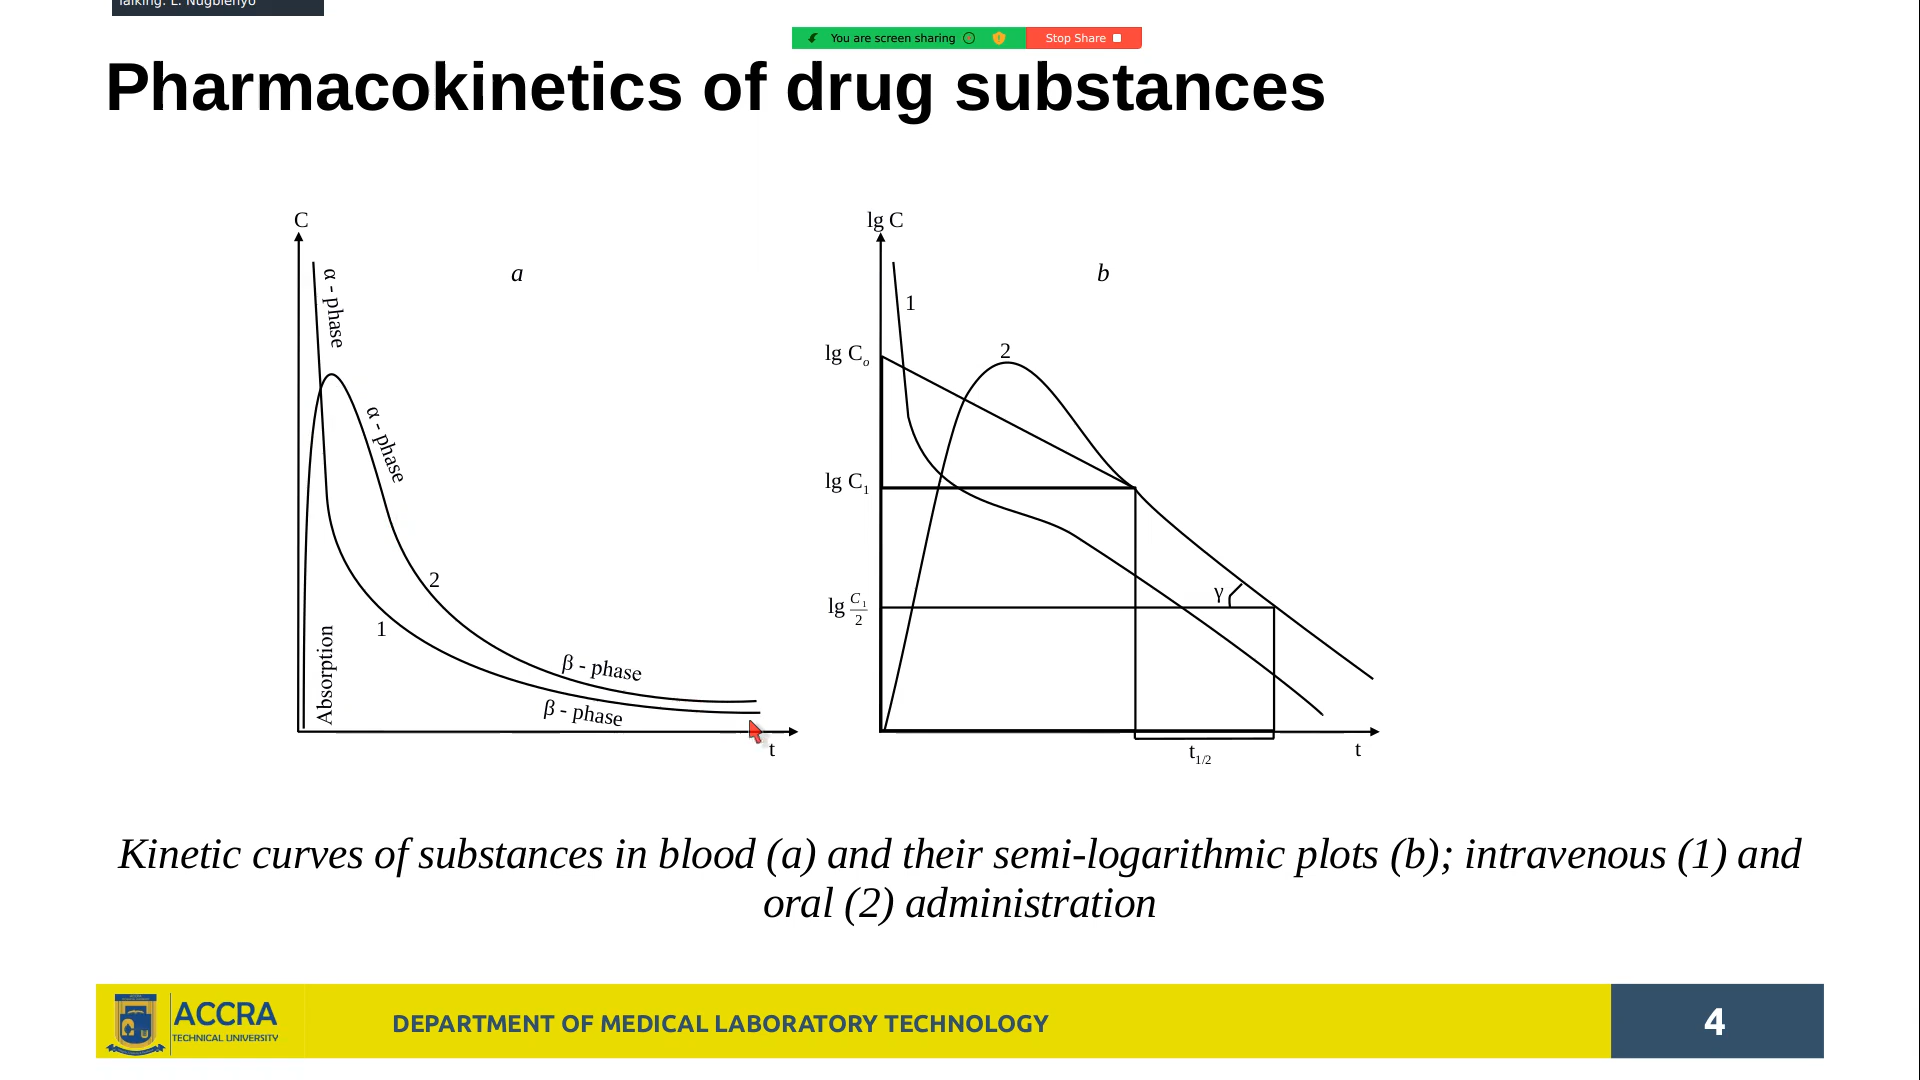 Talking: L. Nugblenyo
You are screen sharing
Stop Share
Pharmacokinetics of drug substances
C
a
α - phase
α - phase
2
1
Absorption
β - phase
β - phase
t
lg C
b
1
2
lg Co
lg C1
lg C1/2
γ
t1/2
t
Kinetic curves of substances in blood (a) and their semi-logarithmic plots (b); intravenous (1) and
oral (2) administration
ACCRA
TECHNICAL UNIVERSITY
DEPARTMENT OF MEDICAL LABORATORY TECHNOLOGY
4